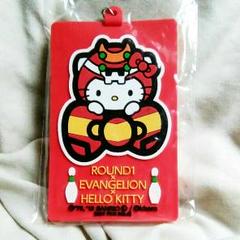 ROUND1
×
EVANGELION
×
HELLO KITTY